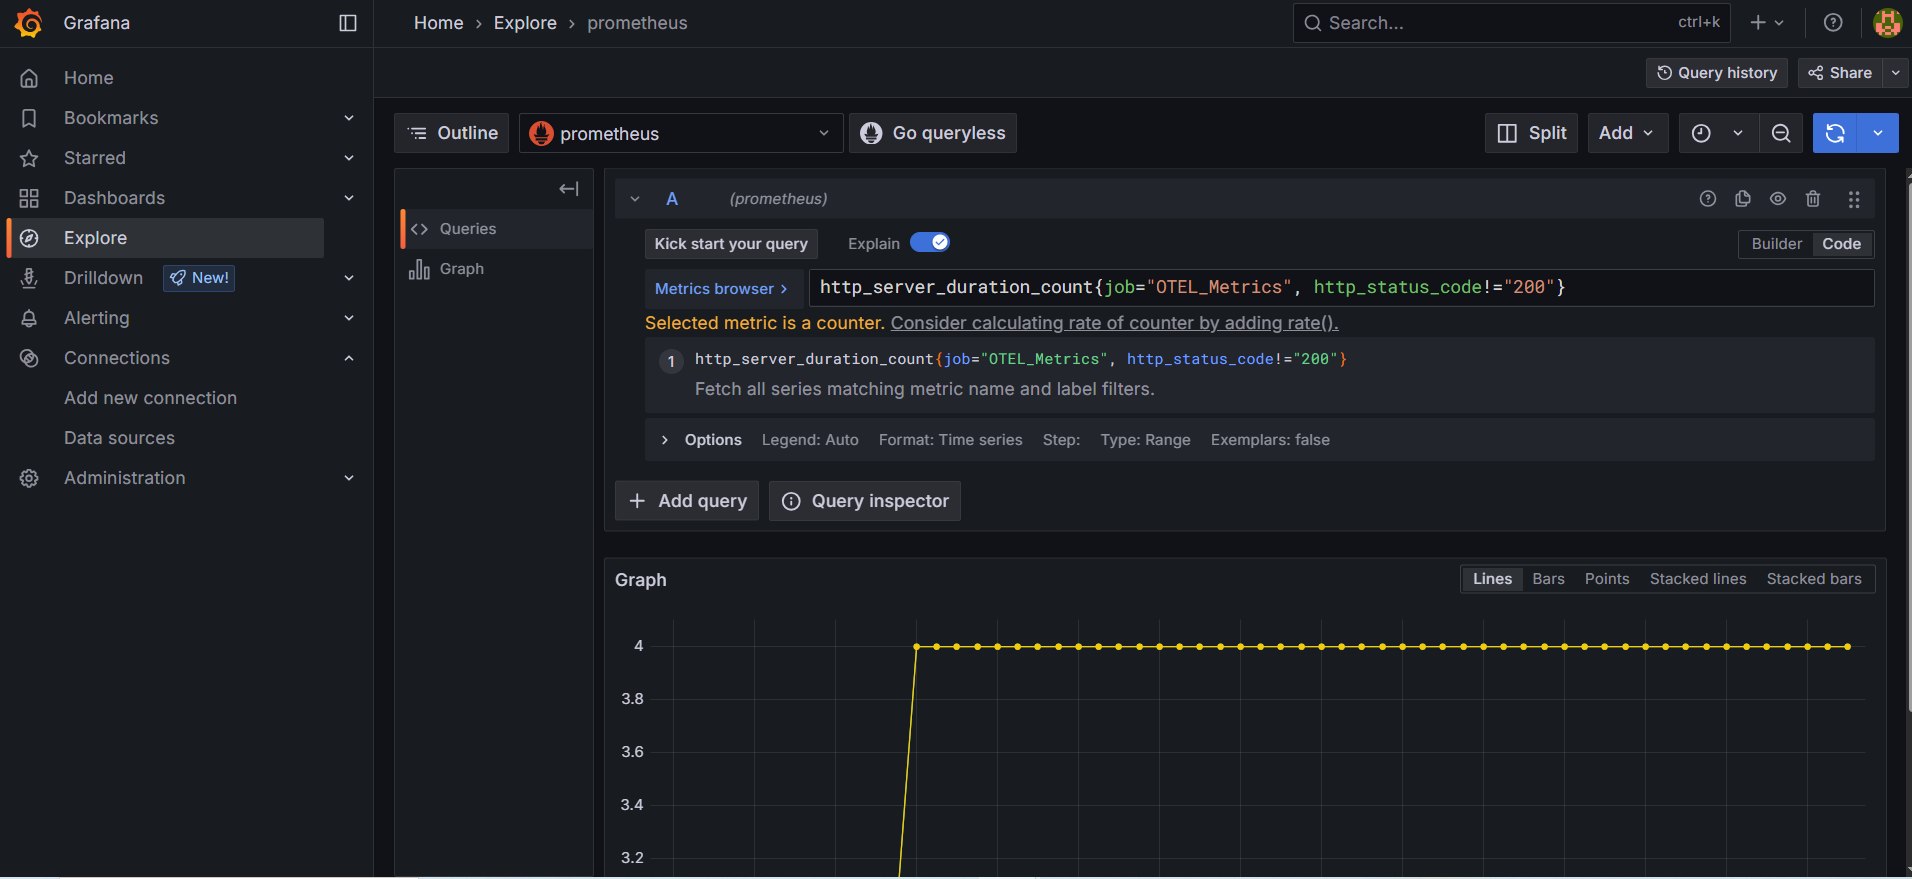 Grafana
Home › Explore › prometheus
Search...
ctrl+k
Home
Bookmarks
Starred
Dashboards
Explore
Drilldown
New!
Alerting
Connections
Add new connection
Data sources
Administration
Query history
Share
Outline
prometheus
Go queryless
Split
Add
Queries
Graph
A
(prometheus)
Kick start your query
Explain
Builder
Code
Metrics browser ›
http_server_duration_count{job="OTEL_Metrics", http_status_code!="200"}
Selected metric is a counter. Consider calculating rate of counter by adding rate().
1
http_server_duration_count{job="OTEL_Metrics", http_status_code!="200"}
Fetch all series matching metric name and label filters.
Options
Legend: Auto
Format: Time series
Step:
Type: Range
Exemplars: false
+ Add query
Query inspector
Graph
Lines
Bars
Points
Stacked lines
Stacked bars
4
3.8
3.6
3.4
3.2